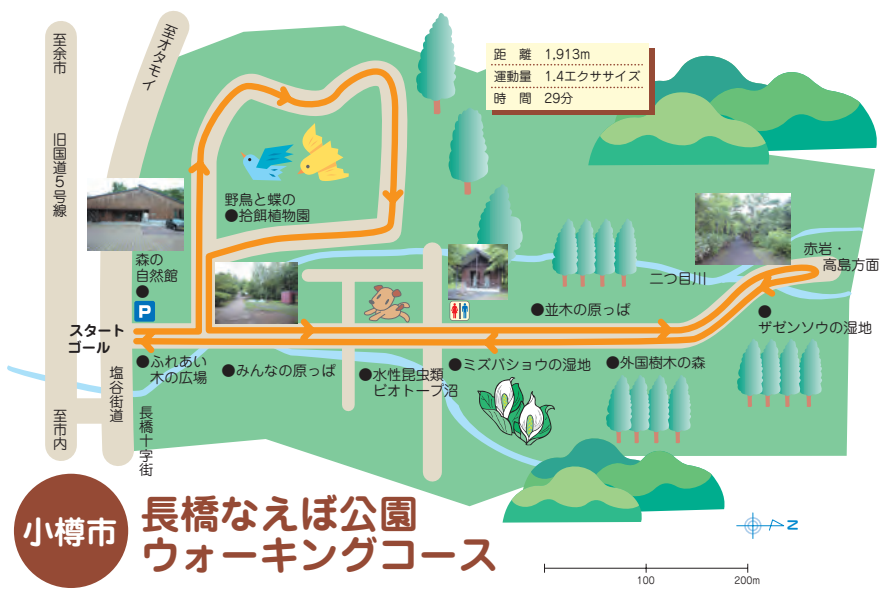 至余市
旧国道5号線
至市内
至オタモイ
塩谷街道
長橋十字街
距　離　1,913m
運動量　1.4エクササイズ
時　間　29分
野鳥と蝶の
●拾餌植物園
森の
自然館
●
P
スタート
ゴール
●ふれあい
木の広場
●みんなの原っぱ
●水性昆虫類
ビオトープ沼
●ミズバショウの湿地
●並木の原っぱ
●外国樹木の森
二つ目川
赤岩・
高島方面
●
ザゼンソウの湿地
N
100
200m
小樽市
長橋なえぼ公園
ウォーキングコース